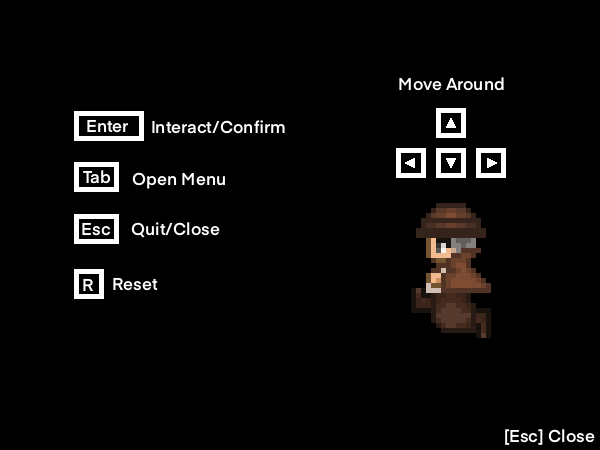 Move Around
Enter Interact/Confirm
Tab Open Menu
Esc Quit/Close
R Reset
[Esc] Close